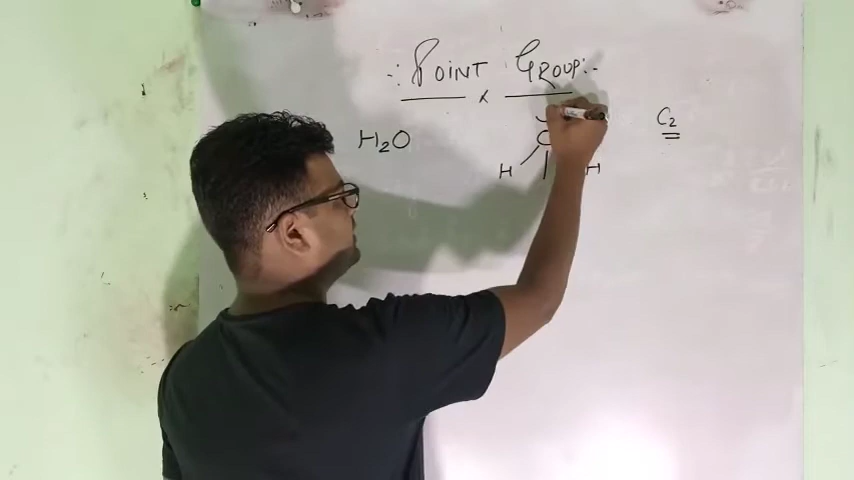 -: POINT GROUP:-
x
H₂O
O
C₂
H H